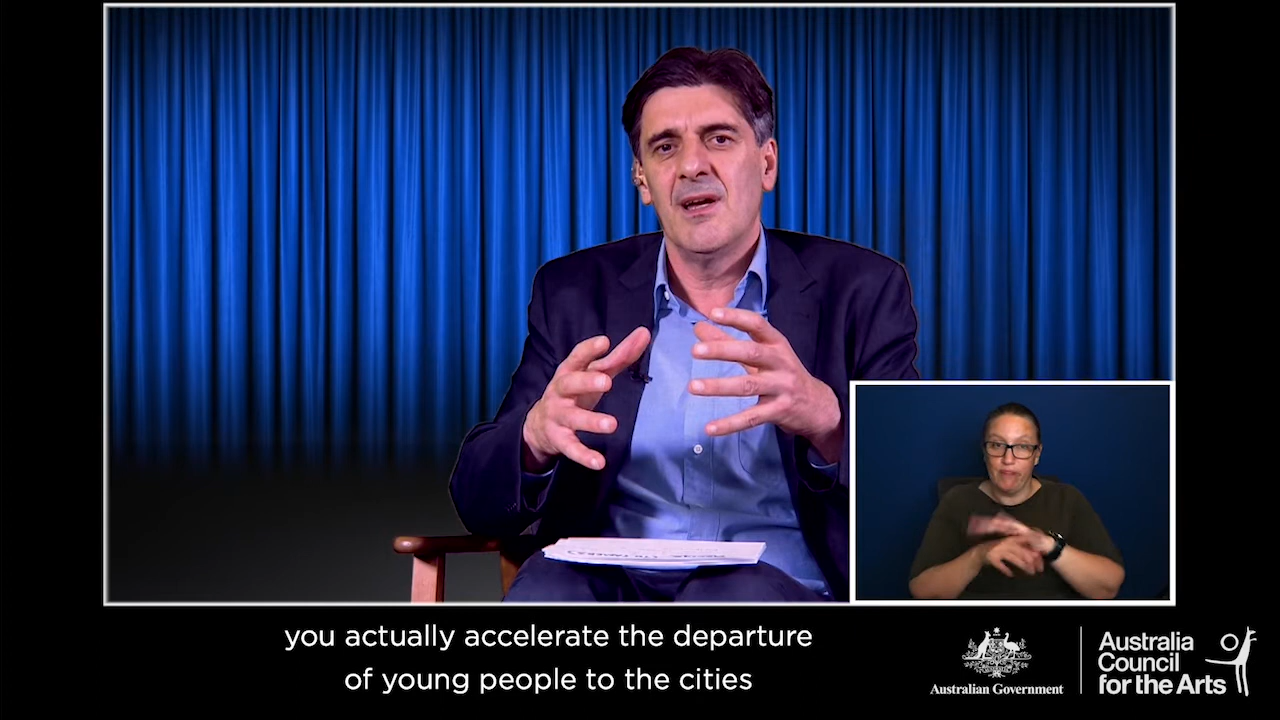 you actually accelerate the departure
of young people to the cities
Australian Government
Australia
Council
for the Arts